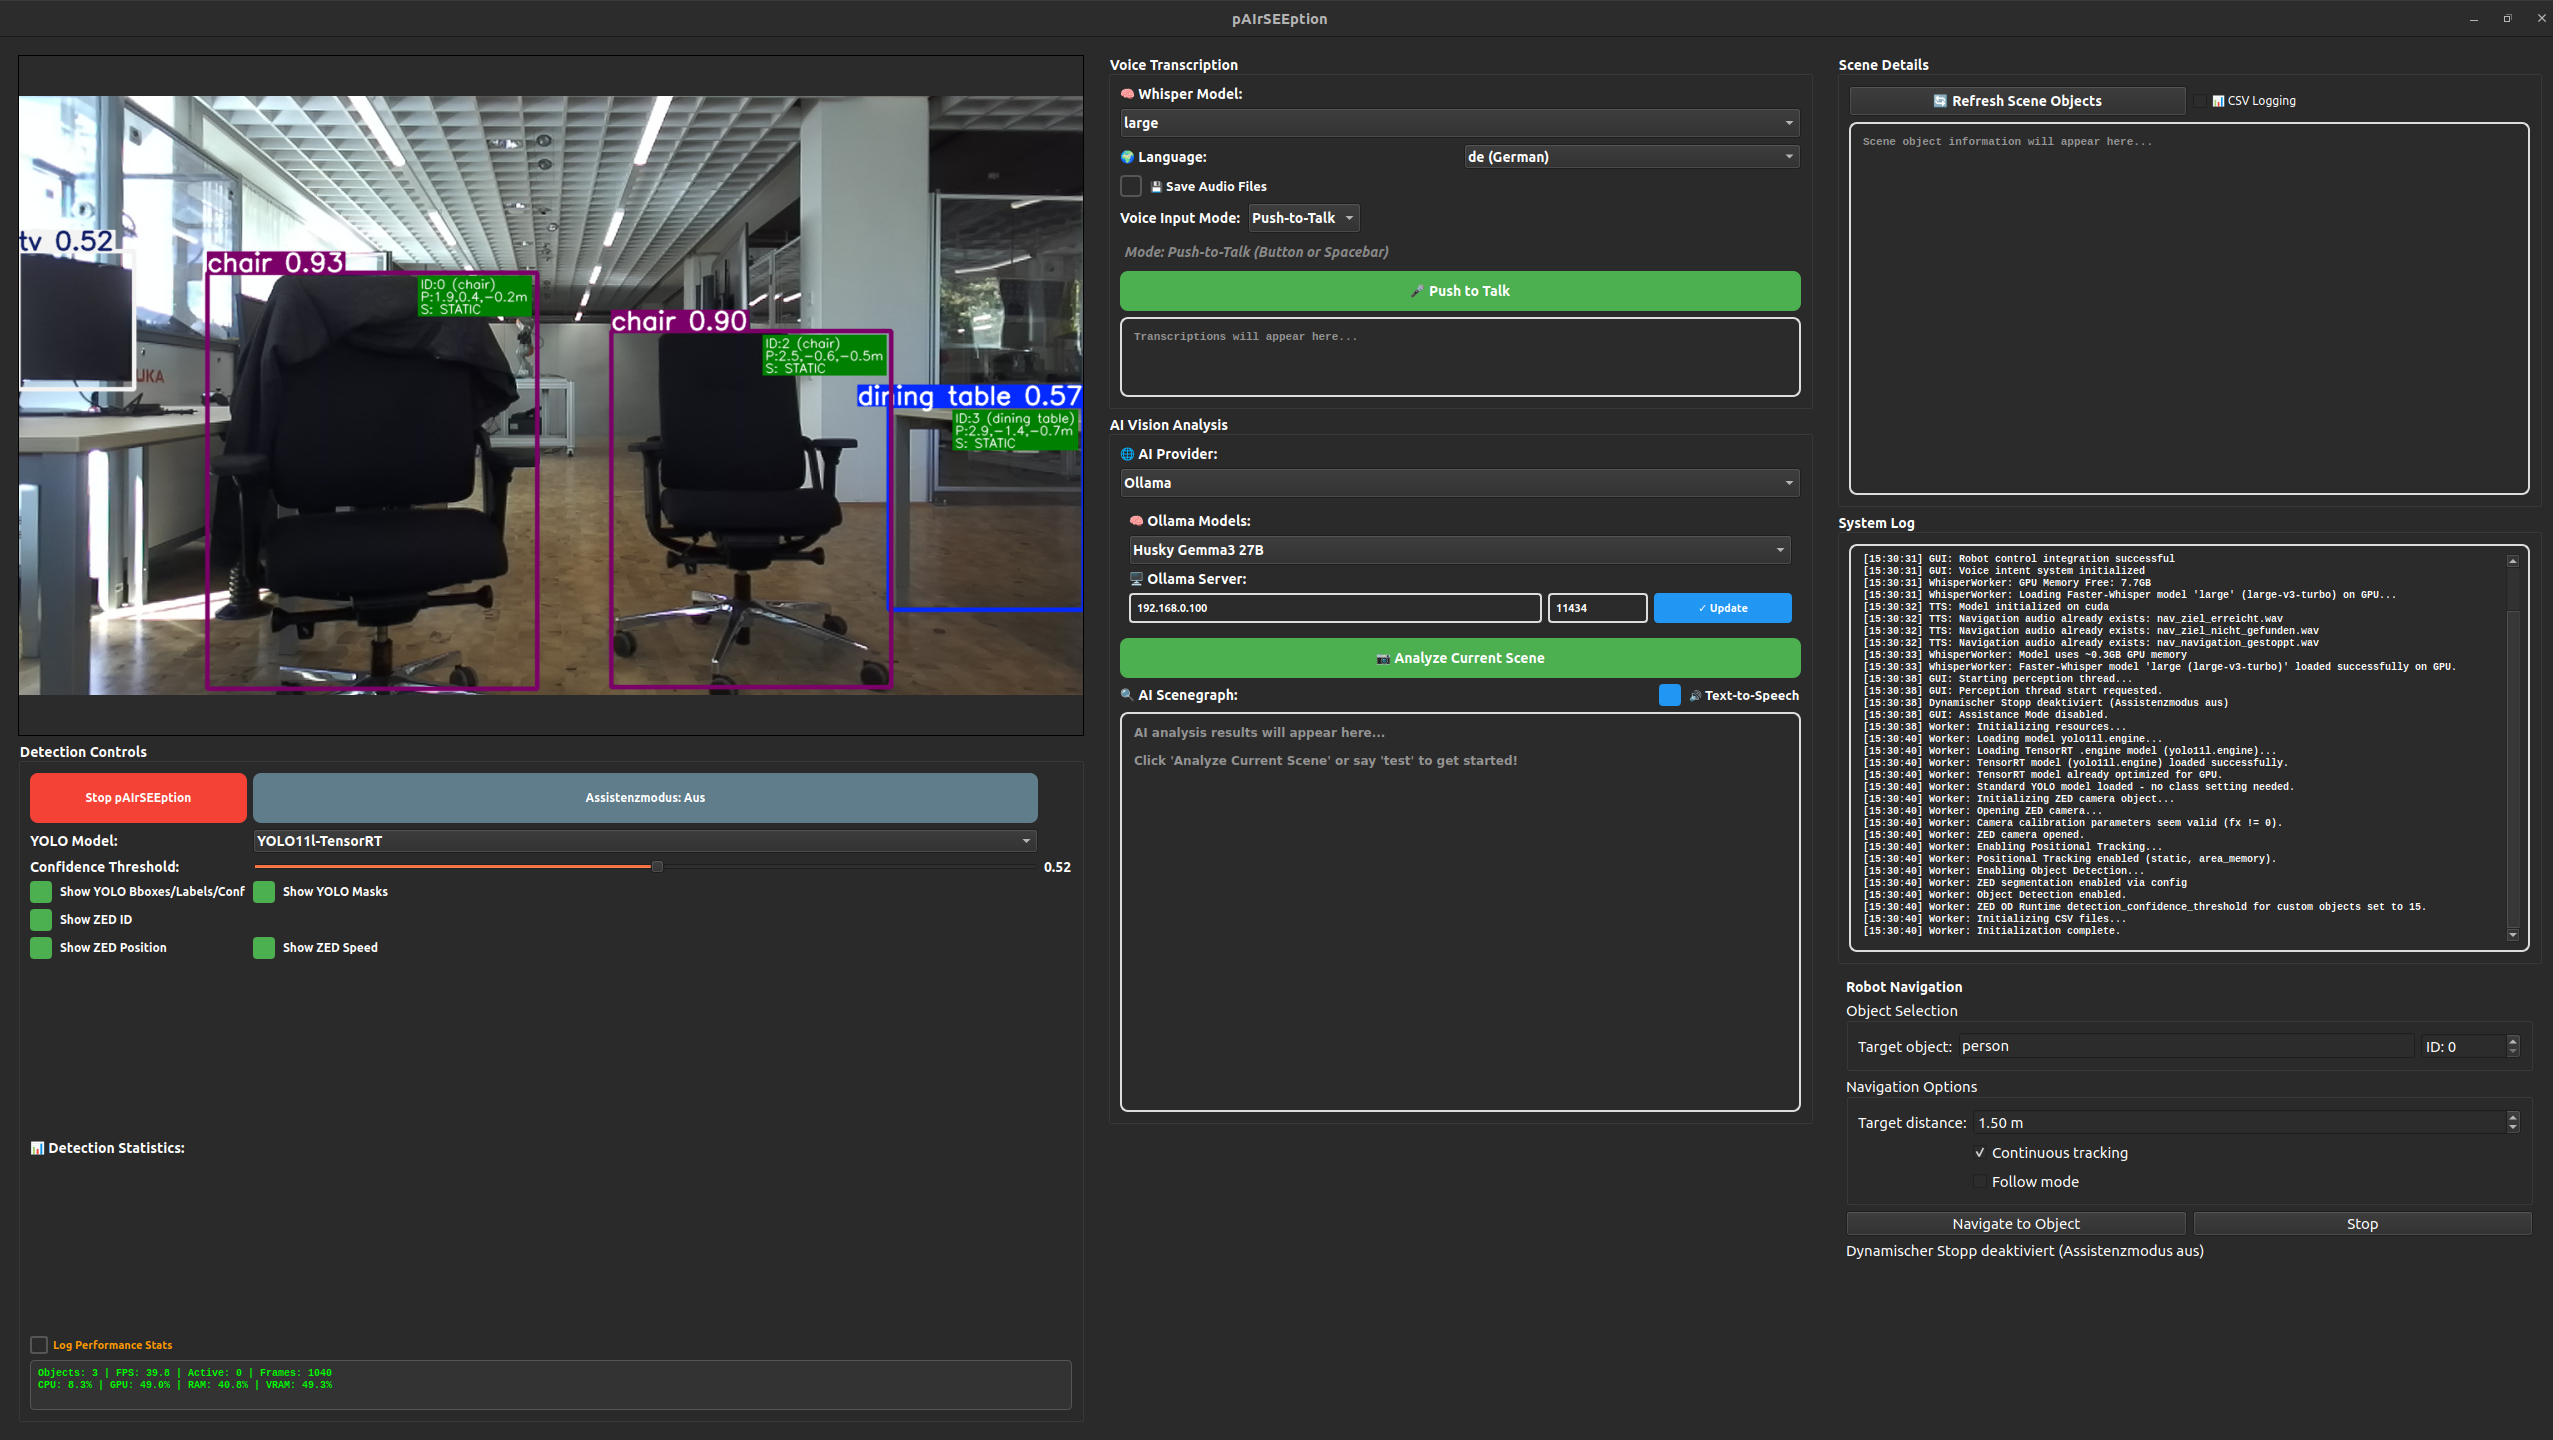 pAIrSEEption
tv 0.52
chair 0.93
ID:0 (chair)
P:1.9,0.4,-0.2m
S: STATIC
chair 0.90
ID:2 (chair)
P:2.5,-0.6,-0.5m
S: STATIC
dining table 0.57
ID:3 (dining table)
P:2.9,-1.4,-0.7m
S: STATIC
UKA
Detection Controls
Stop pAIrSEEption
Assistenzmodus: Aus
YOLO Model:
YOLO11l-TensorRT
Confidence Threshold:
0.52
Show YOLO Bboxes/Labels/Conf
Show YOLO Masks
Show ZED ID
Show ZED Position
Show ZED Speed
Detection Statistics:
Log Performance Stats
Objects: 3 | FPS: 39.8 | Active: 0 | Frames: 1040
CPU: 8.3% | GPU: 49.0% | RAM: 40.8% | VRAM: 49.3%
Voice Transcription
Whisper Model:
large
Language:
de (German)
Save Audio Files
Voice Input Mode:
Push-to-Talk
Mode: Push-to-Talk (Button or Spacebar)
Push to Talk
Transcriptions will appear here...
AI Vision Analysis
AI Provider:
Ollama
Ollama Models:
Husky Gemma3 27B
Ollama Server:
192.168.0.100
11434
✓ Update
Analyze Current Scene
AI Scenegraph:
Text-to-Speech
AI analysis results will appear here...
Click 'Analyze Current Scene' or say 'test' to get started!
Scene Details
Refresh Scene Objects
CSV Logging
Scene object information will appear here...
System Log
[15:30:31] GUI: Robot control integration successful
[15:30:31] GUI: Voice intent system initialized
[15:30:31] WhisperWorker: GPU Memory Free: 7.7GB
[15:30:31] WhisperWorker: Loading Faster-Whisper model 'large' (large-v3-turbo) on GPU...
[15:30:32] TTS: Model initialized on cuda
[15:30:32] TTS: Navigation audio already exists: nav_ziel_erreicht.wav
[15:30:32] TTS: Navigation audio already exists: nav_ziel_nicht_gefunden.wav
[15:30:32] TTS: Navigation audio already exists: nav_navigation_gestoppt.wav
[15:30:33] WhisperWorker: Model uses ~0.3GB GPU memory
[15:30:33] WhisperWorker: Faster-Whisper model 'large (large-v3-turbo)' loaded successfully on GPU.
[15:30:38] GUI: Starting perception thread...
[15:30:38] GUI: Perception thread start requested.
[15:30:38] Dynamischer Stopp deaktiviert (Assistenzmodus aus)
[15:30:38] GUI: Assistance Mode disabled.
[15:30:38] Worker: Initializing resources...
[15:30:40] Worker: Loading model yolo11l.engine...
[15:30:40] Worker: Loading TensorRT .engine model (yolo11l.engine)...
[15:30:40] Worker: TensorRT model (yolo11l.engine) loaded successfully.
[15:30:40] Worker: TensorRT model already optimized for GPU.
[15:30:40] Worker: Standard YOLO model loaded - no class setting needed.
[15:30:40] Worker: Initializing ZED camera object...
[15:30:40] Worker: Opening ZED camera...
[15:30:40] Worker: Camera calibration parameters seem valid (fx != 0).
[15:30:40] Worker: ZED camera opened.
[15:30:40] Worker: Enabling Positional Tracking...
[15:30:40] Worker: Positional Tracking enabled (static, area_memory).
[15:30:40] Worker: Enabling Object Detection...
[15:30:40] Worker: ZED segmentation enabled via config
[15:30:40] Worker: Object Detection enabled.
[15:30:40] Worker: ZED OD Runtime detection_confidence_threshold for custom objects set to 15.
[15:30:40] Worker: Initializing CSV files...
[15:30:40] Worker: Initialization complete.
Robot Navigation
Object Selection
Target object:
person
ID: 0
Navigation Options
Target distance:
1.50 m
Continuous tracking
Follow mode
Navigate to Object
Stop
Dynamischer Stopp deaktiviert (Assistenzmodus aus)